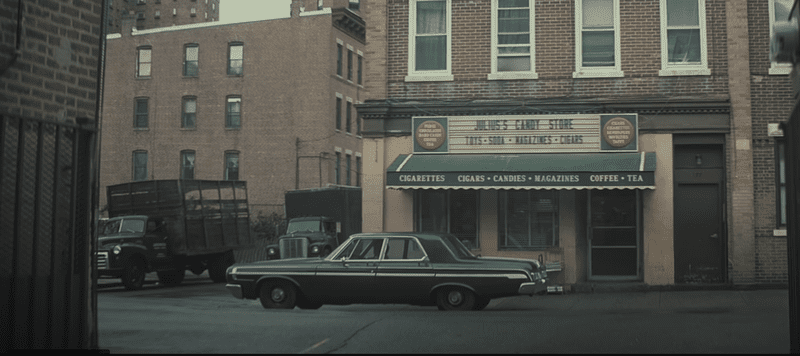 JULIUS'S CANDY STORE
TOYS • SODA • MAGAZINES • CIGARS
CIGARETTES CIGARS • CANDIES • MAGAZINES COFFEE • TEA